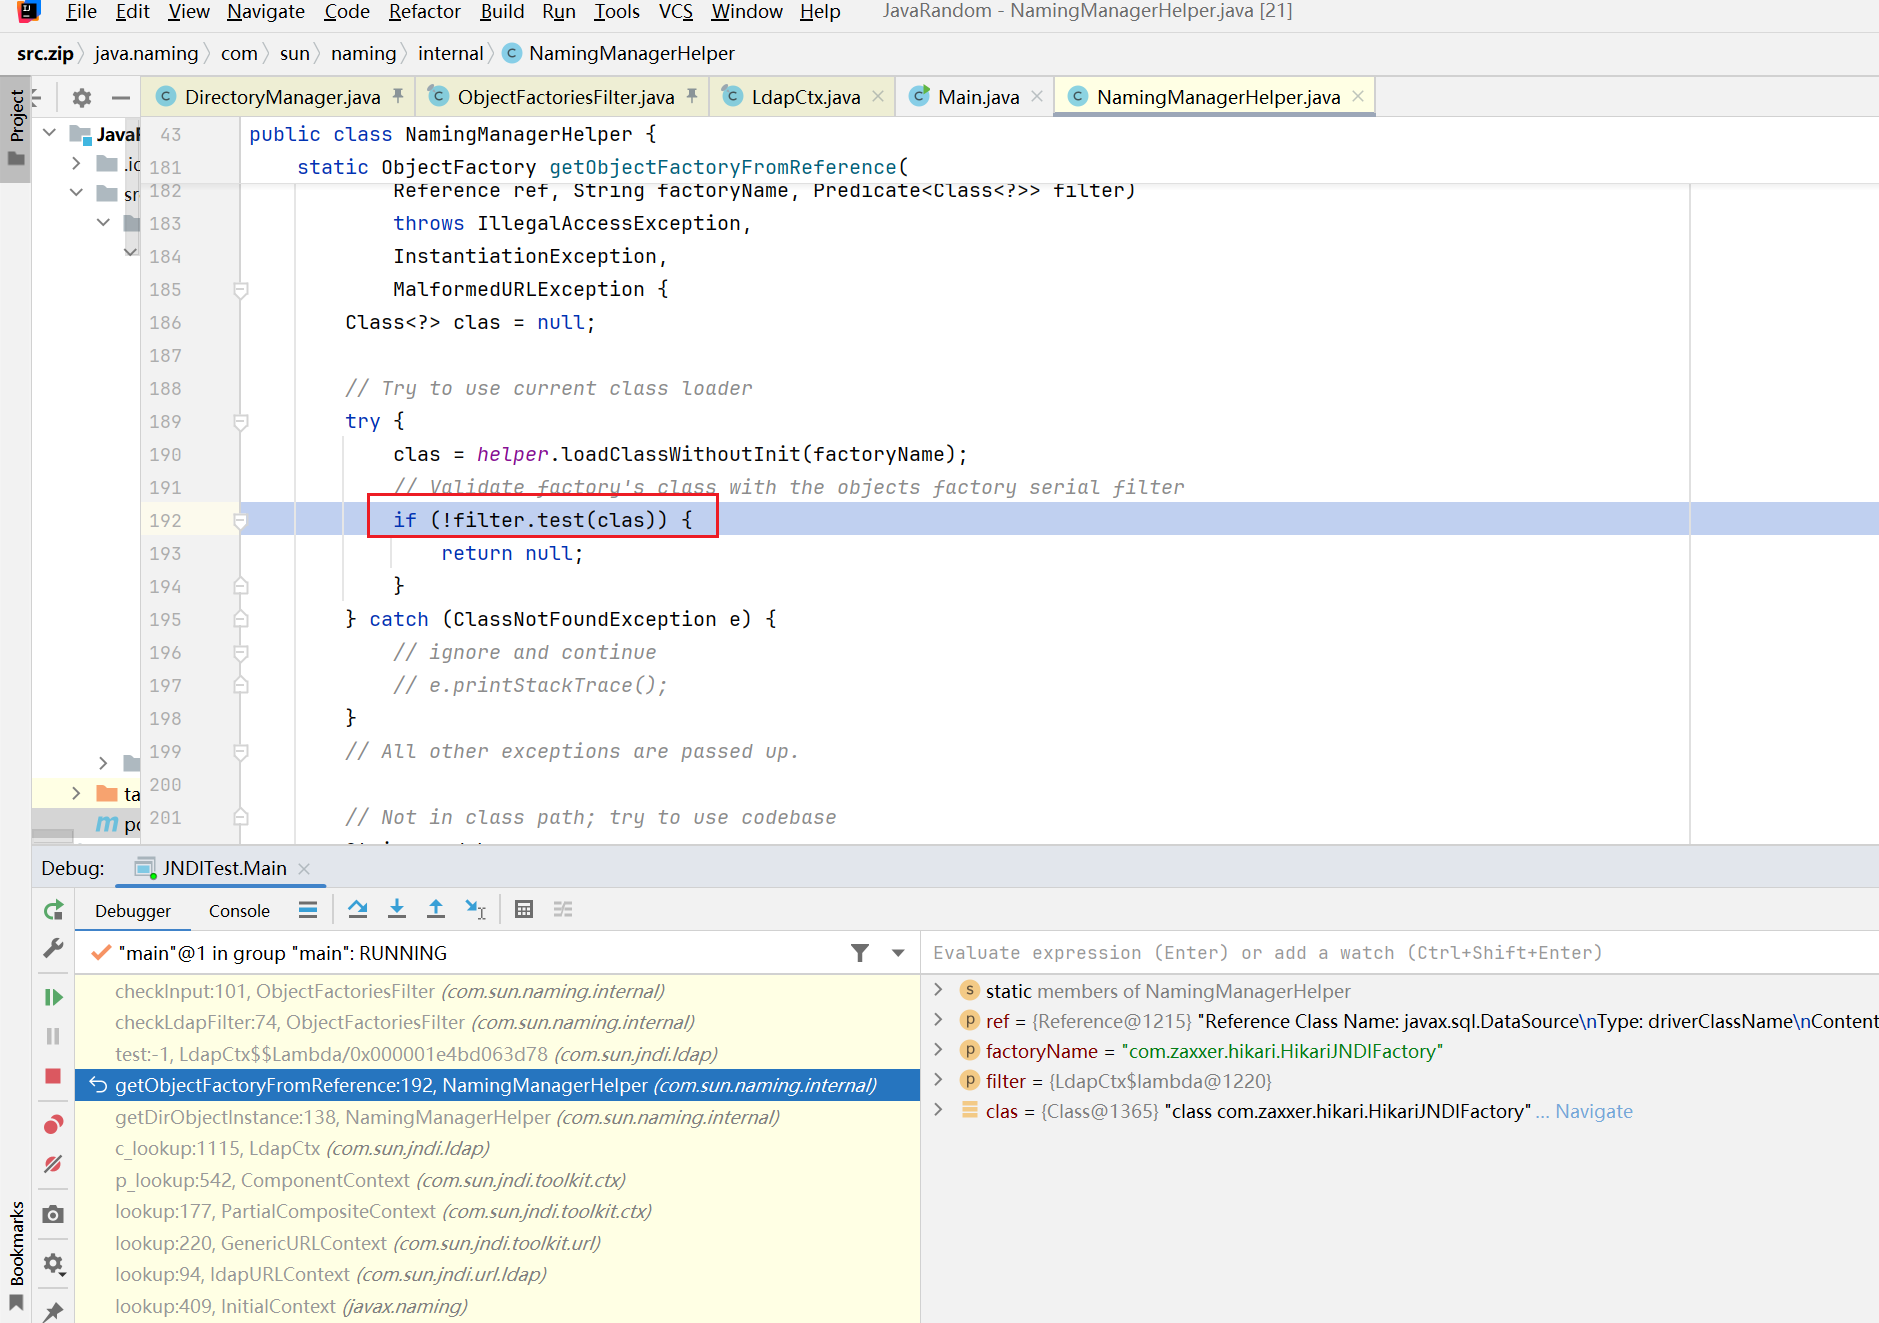 File Edit View Navigate Code Refactor Build Run Tools VCS Window Help JavaRandom - NamingManagerHelper.java [21]
src.zip java.naming com sun naming internal NamingManagerHelper
Project
DirectoryManager.java ObjectFactoriesFilter.java LdapCtx.java Main.java NamingManagerHelper.java
43 public class NamingManagerHelper {
181 static ObjectFactory getObjectFactoryFromReference(
182 Reference ref, String factoryName, Predicate<Class<?>> filter)
183 throws IllegalAccessException,
184 InstantiationException,
185 MalformedURLException {
186 Class<?> clas = null;
187
188 // Try to use current class loader
189 try {
190 clas = helper.loadClassWithoutInit(factoryName);
191 // Validate factory's class with the objects factory serial filter
192 if (!filter.test(clas)) {
193 return null;
194 }
195 } catch (ClassNotFoundException e) {
196 // ignore and continue
197 // e.printStackTrace();
198 }
199 // All other exceptions are passed up.
200
201 // Not in class path; try to use codebase
Debug: JNDITest.Main
Debugger Console
"main"@1 in group "main": RUNNING
Evaluate expression (Enter) or add a watch (Ctrl+Shift+Enter)
checkInput:101, ObjectFactoriesFilter (com.sun.naming.internal)
checkLdapFilter:74, ObjectFactoriesFilter (com.sun.naming.internal)
test:-1, LdapCtx$$Lambda/0x000001e4bd063d78 (com.sun.jndi.ldap)
getObjectFactoryFromReference:192, NamingManagerHelper (com.sun.naming.internal)
getDirObjectInstance:138, NamingManagerHelper (com.sun.naming.internal)
c_lookup:1115, LdapCtx (com.sun.jndi.ldap)
p_lookup:542, ComponentContext (com.sun.jndi.toolkit.ctx)
lookup:177, PartialCompositeContext (com.sun.jndi.toolkit.ctx)
lookup:220, GenericURLContext (com.sun.jndi.toolkit.url)
lookup:94, ldapURLContext (com.sun.jndi.url.ldap)
lookup:409, InitialContext (javax.naming)
static members of NamingManagerHelper
ref = {Reference@1215} "Reference Class Name: javax.sql.DataSource\nType: driverClassName\nContent
factoryName = "com.zaxxer.hikari.HikariJNDIFactory"
filter = {LdapCtx$lambda@1220}
clas = {Class@1365} "class com.zaxxer.hikari.HikariJNDIFactory" ... Navigate
Bookmarks